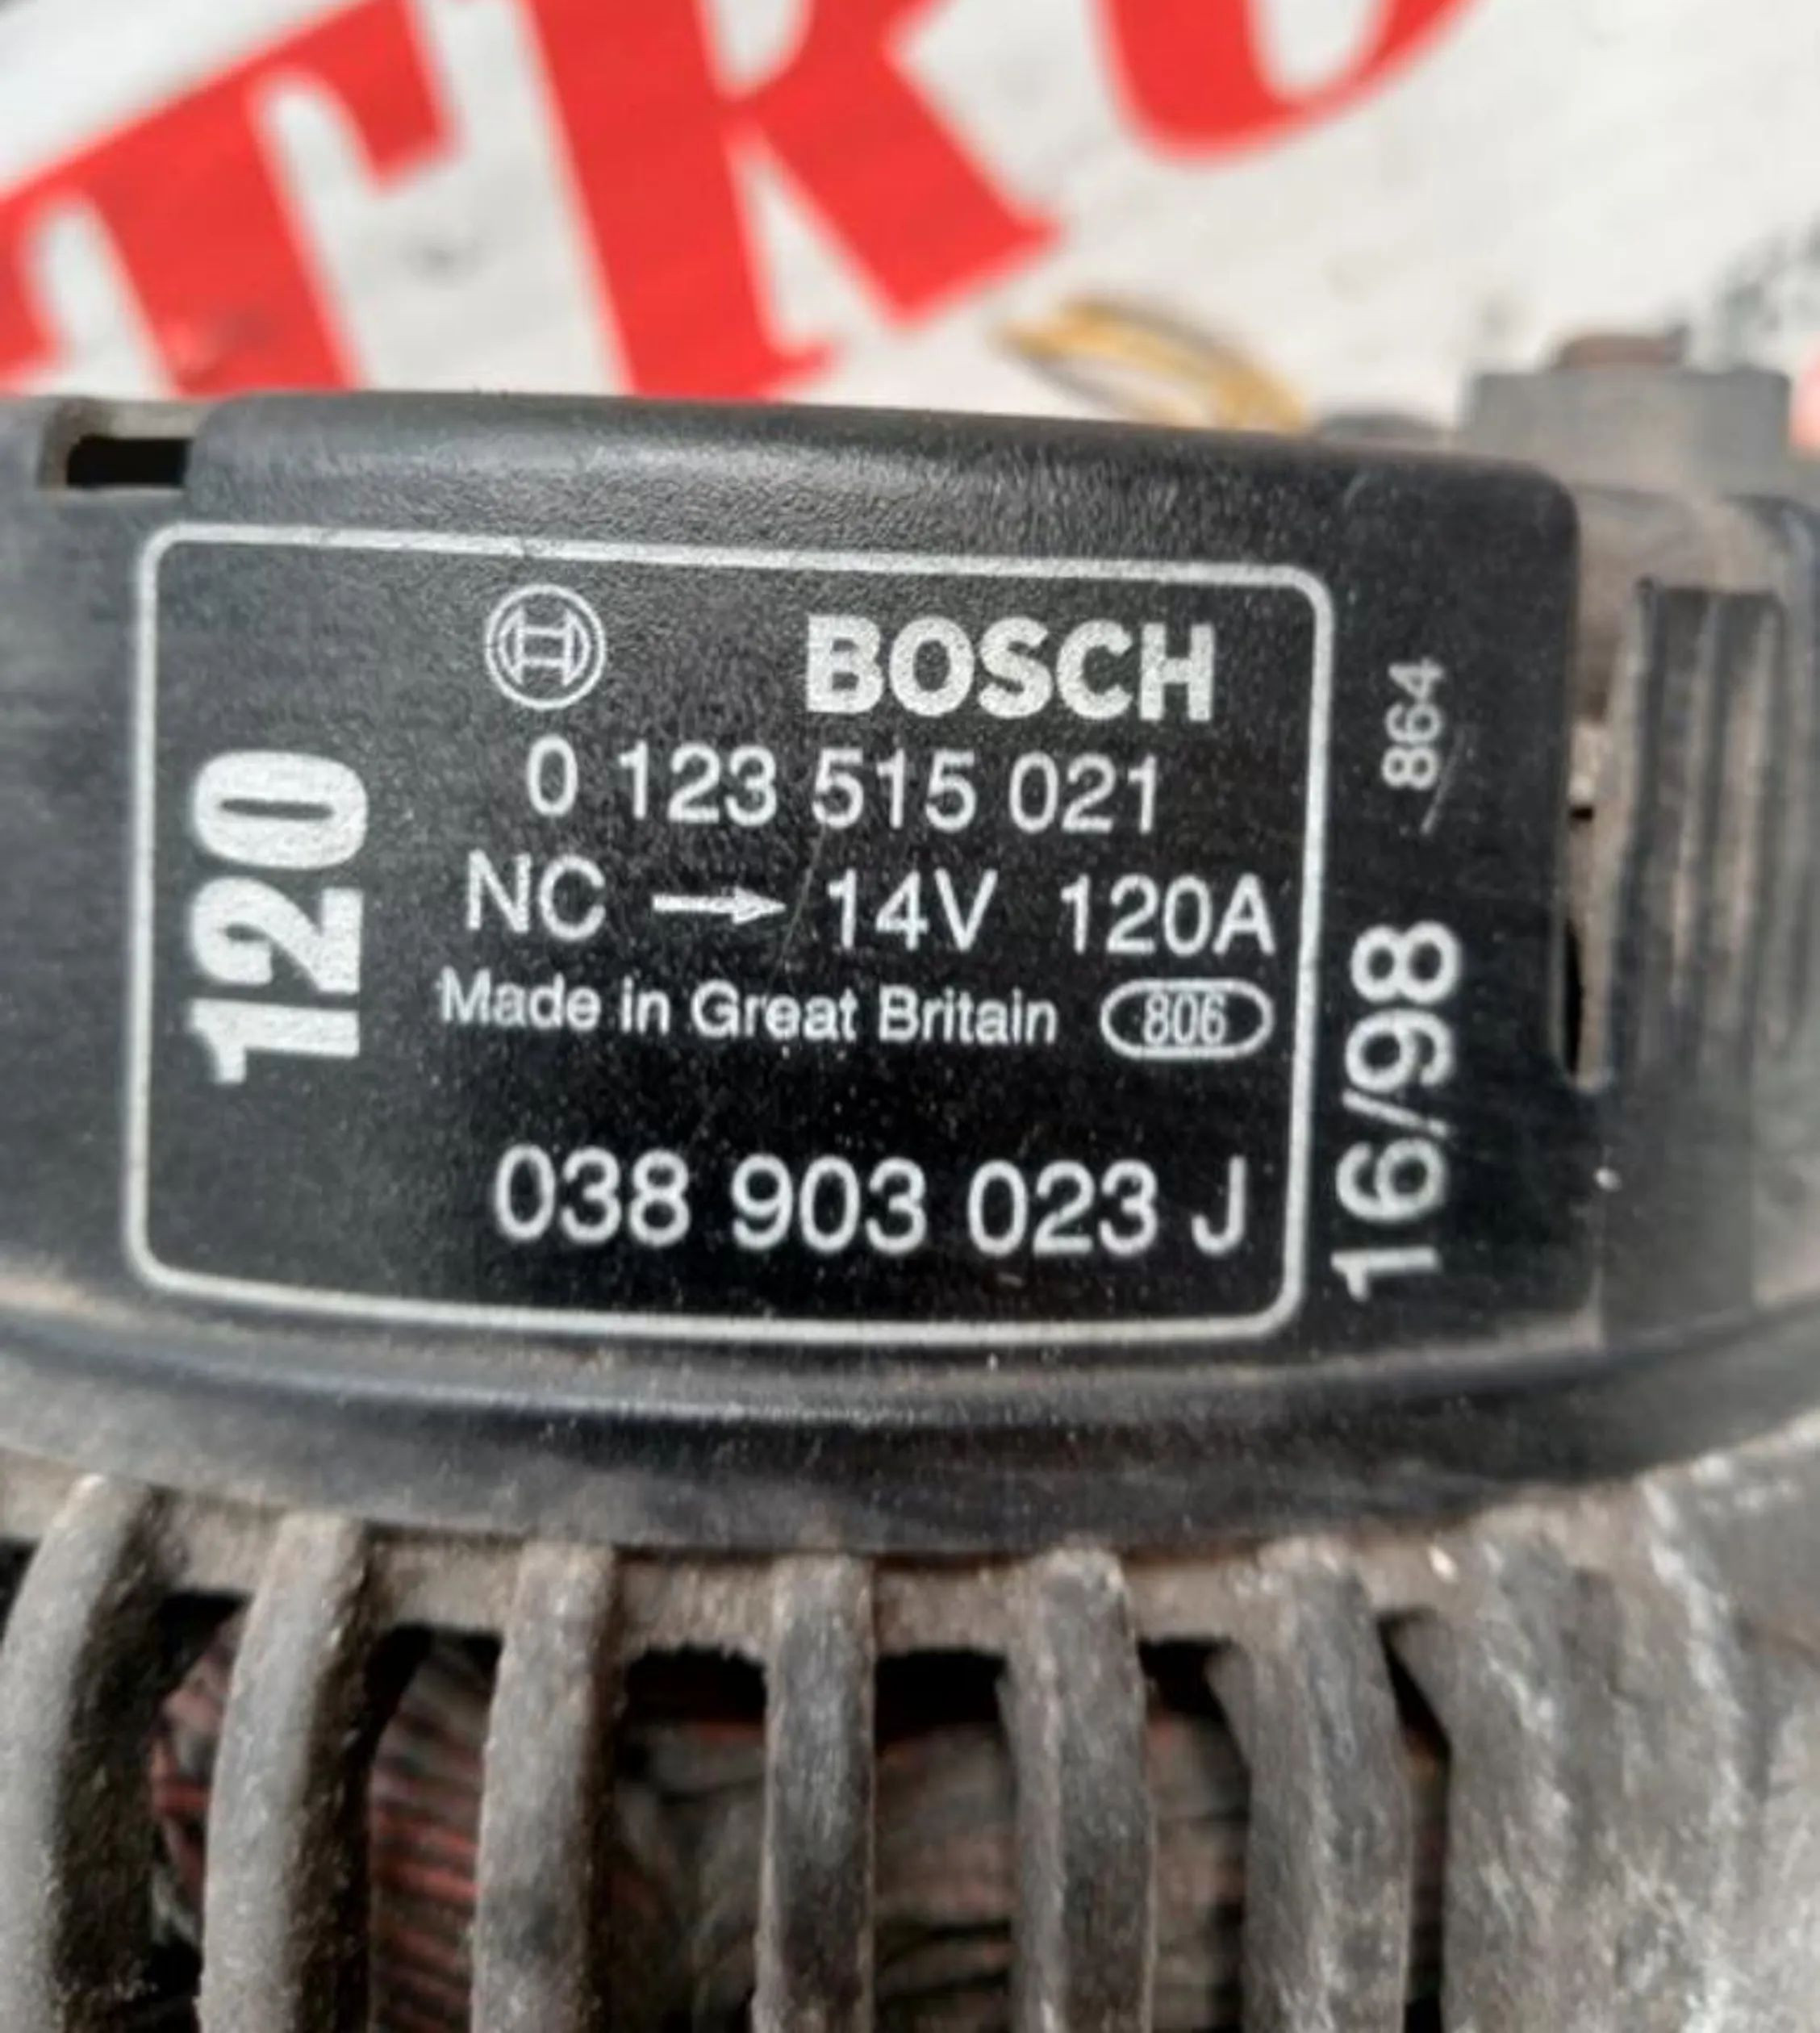 TRU
BOSCH
0 123 515 021
NC → 14V 120A
Made in Great Britain 806
038 903 023 J
120
16/98
864